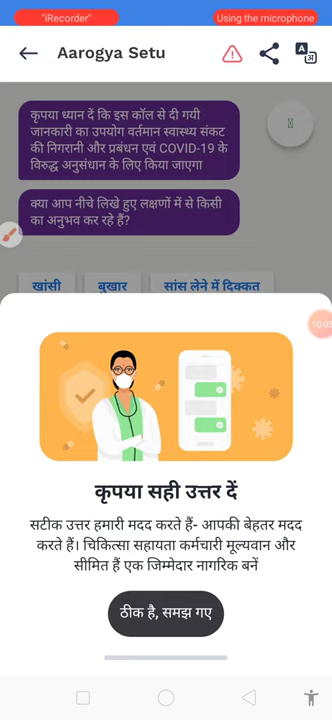 "iRecorder"
Using the microphone
Aarogya Setu
A
अ
कृपया ध्यान दें कि इस कॉल से दी गयी
जानकारी का उपयोग वर्तमान स्वास्थ्य संकट
की निगरानी और प्रबंधन एवं COVID-19 के
विरुद्ध अनुसंधान के लिए किया जाएगा
क्या आप नीचे लिखे हुए लक्षणों में से किसी
का अनुभव कर रहे हैं?
खांसी बुखार सांस लेने में दिक्कत
10:03
कृपया सही उत्तर दें
सटीक उत्तर हमारी मदद करते हैं- आपकी बेहतर मदद
करते हैं। चिकित्सा सहायता कर्मचारी मूल्यवान और
सीमित हैं एक जिम्मेदार नागरिक बनें
ठीक है, समझ गए